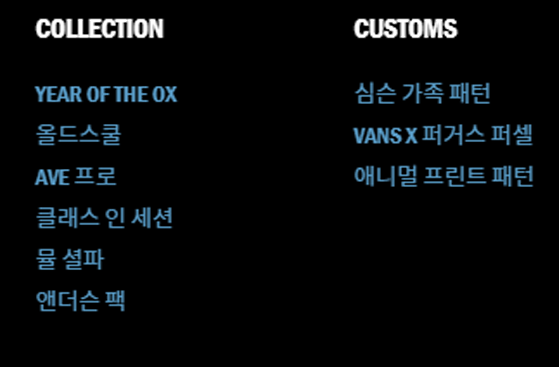 COLLECTION
YEAR OF THE OX
올드스쿨
AVE 프로
클래스 인 세션
뮬 셜파
앤더슨 팩
CUSTOMS
심슨 가족 패턴
VANS X 퍼거스 퍼셀
애니멀 프린트 패턴